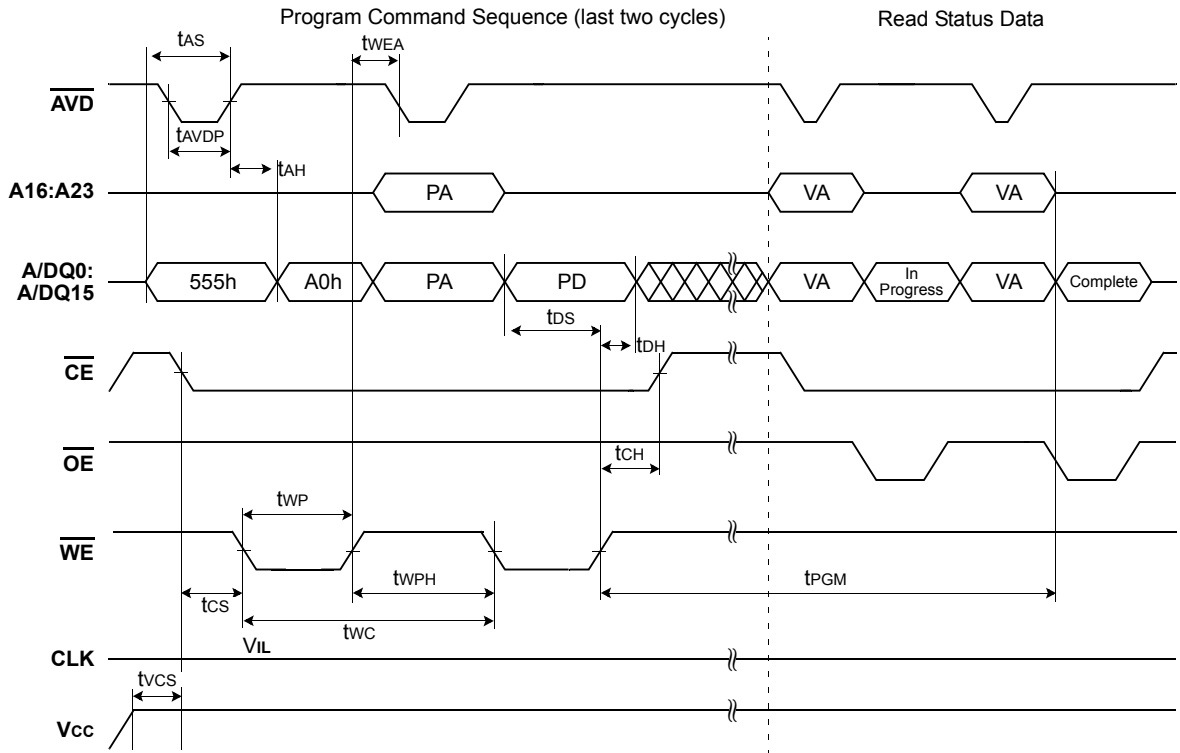 Program Command Sequence (last two cycles)
Read Status Data
tAS
tWEA
AVD
tAVDP
tAH
A16:A23
PA
VA
VA
A/DQ0:
A/DQ15
555h
A0h
PA
PD
VA
In
Progress
VA
Complete
tDS
tDH
CE
OE
tCH
tWP
WE
tWPH
tPGM
tCS
tWC
VIL
CLK
tVCS
Vcc